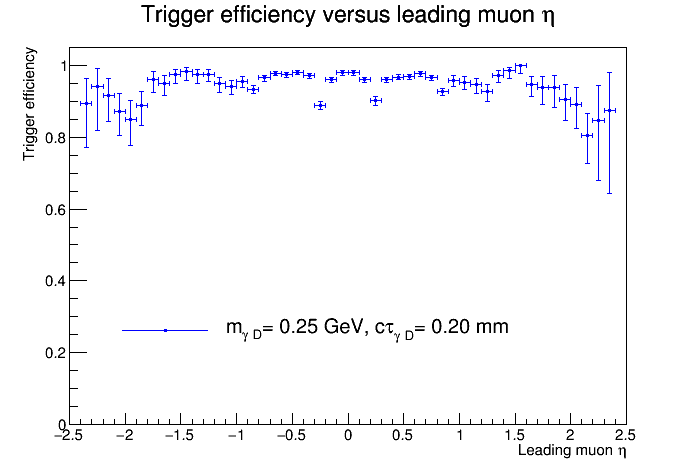 Trigger efficiency versus leading muon η
Trigger efficiency
1
0.8
0.6
0.4
0.2
0
m_γ D = 0.25 GeV, cτ_γ D = 0.20 mm
−2.5 −2 −1.5 −1 −0.5 0 0.5 1 1.5 2 2.5
Leading muon η